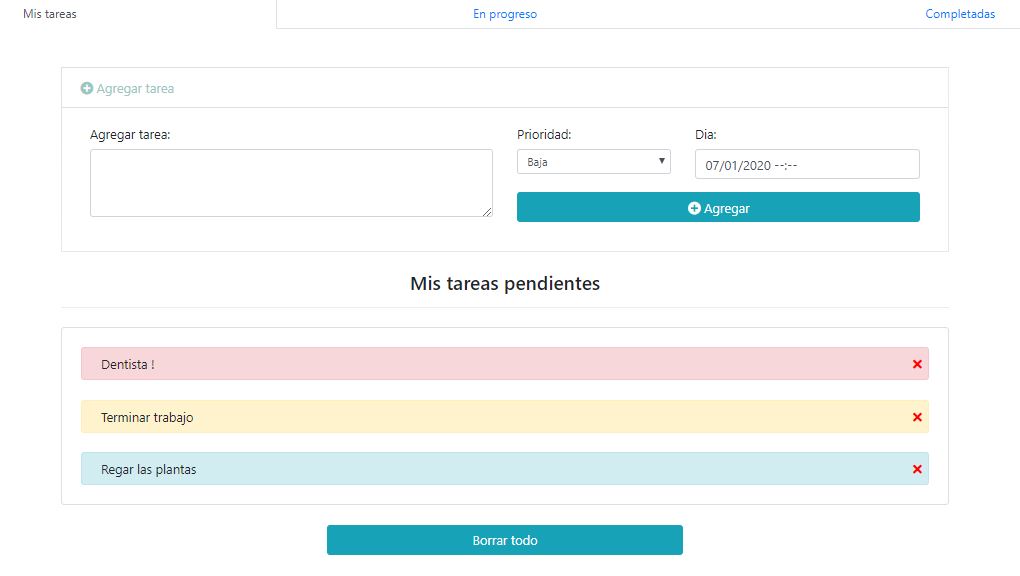 Mis tareas
En progreso
Completadas
Agregar tarea
Agregar tarea:
Prioridad:
Dia:
Baja
07/01/2020 --:--
Agregar
Mis tareas pendientes
Dentista !
Terminar trabajo
Regar las plantas
Borrar todo